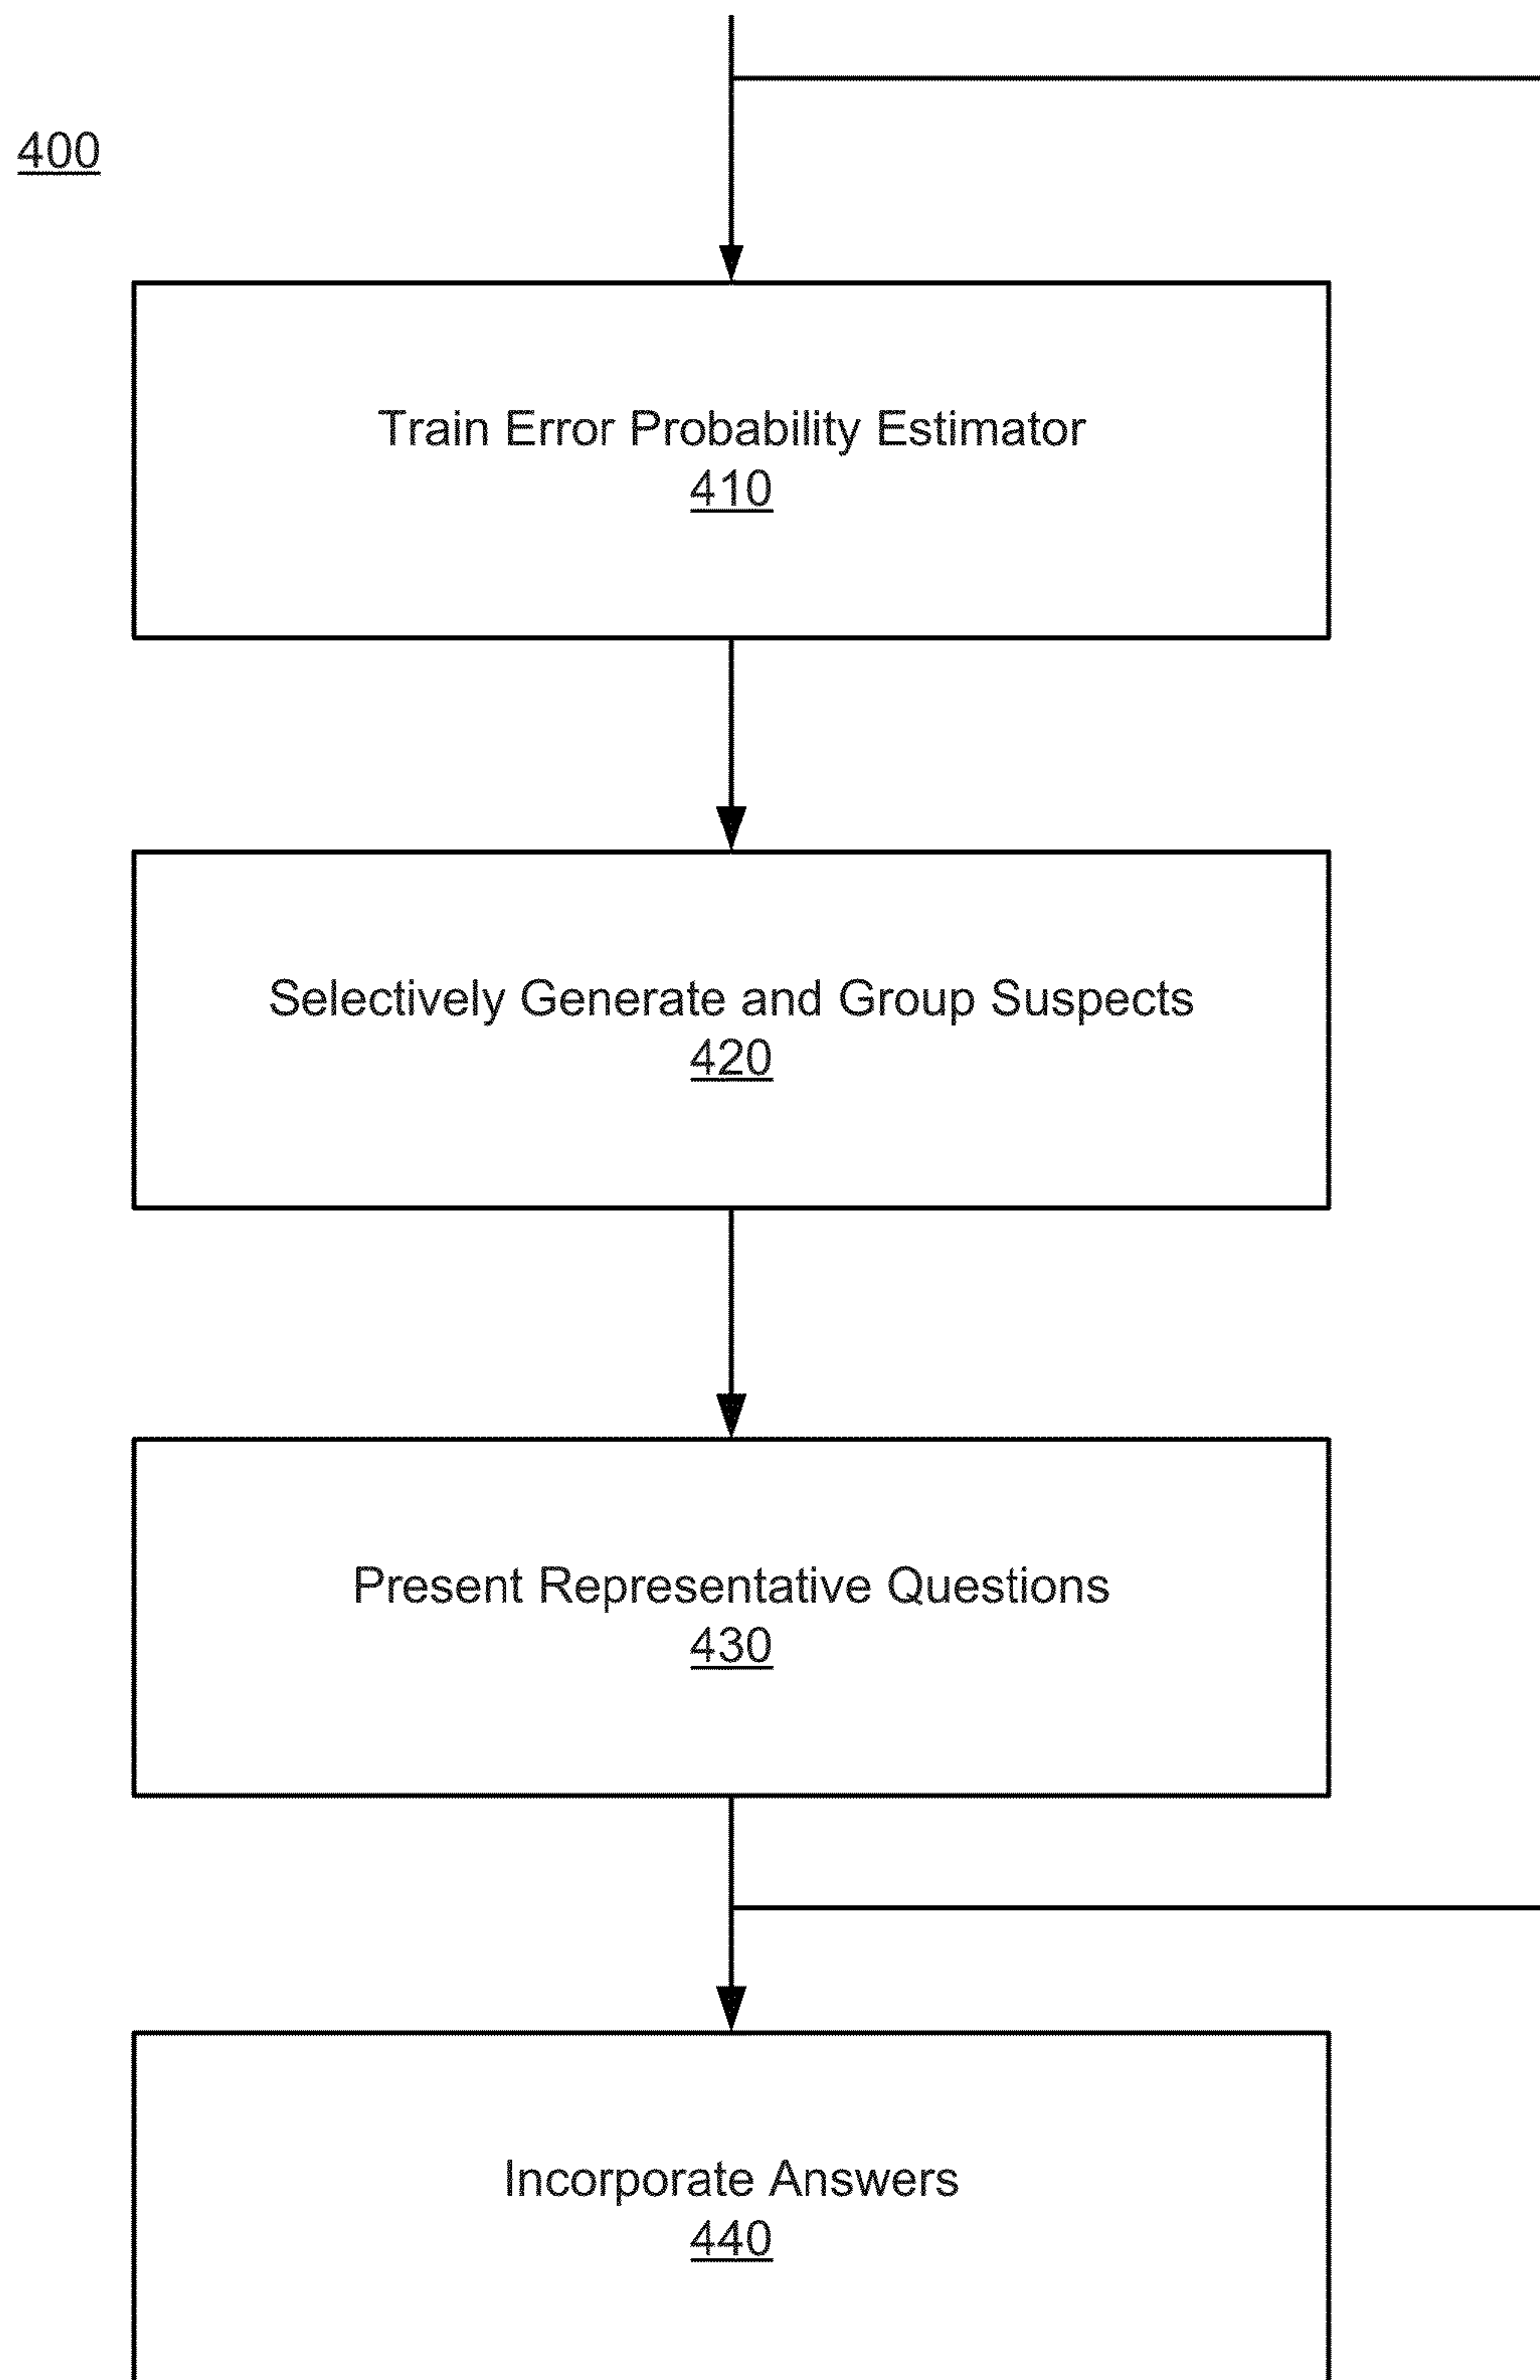 400
Train Error Probability Estimator
410
Selectively Generate and Group Suspects
420
Present Representative Questions
430
Incorporate Answers
440